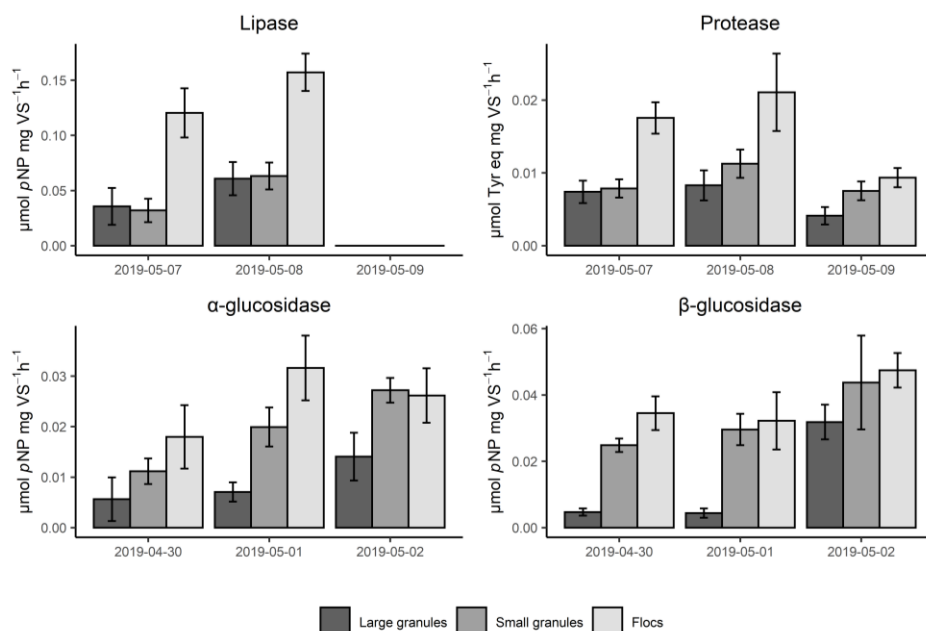 Lipase
Protease
μmol pNP mg VS⁻¹h⁻¹
0.15
0.10
0.05
0.00
2019-05-07 2019-05-08 2019-05-09
μmol Tyr eq mg VS⁻¹h⁻¹
0.02
0.01
0.00
2019-05-07 2019-05-08 2019-05-09
α-glucosidase
β-glucosidase
μmol pNP mg VS⁻¹h⁻¹
0.03
0.02
0.01
0.00
2019-04-30 2019-05-01 2019-05-02
μmol pNP mg VS⁻¹h⁻¹
0.06
0.04
0.02
0.00
2019-04-30 2019-05-01 2019-05-02
Large granules Small granules Flocs